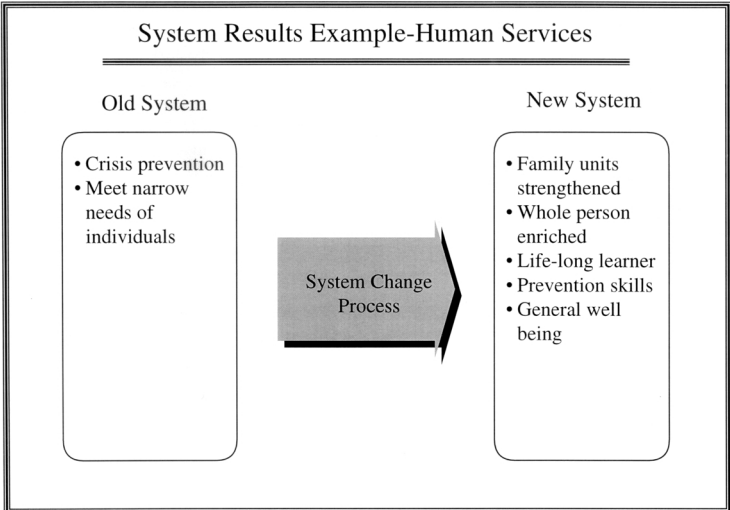 System Results Example-Human Services
Old System
• Crisis prevention
• Meet narrow
needs of
individuals
System Change
Process
New System
• Family units
strengthened
• Whole person
enriched
• Life-long learner
• Prevention skills
• General well
being